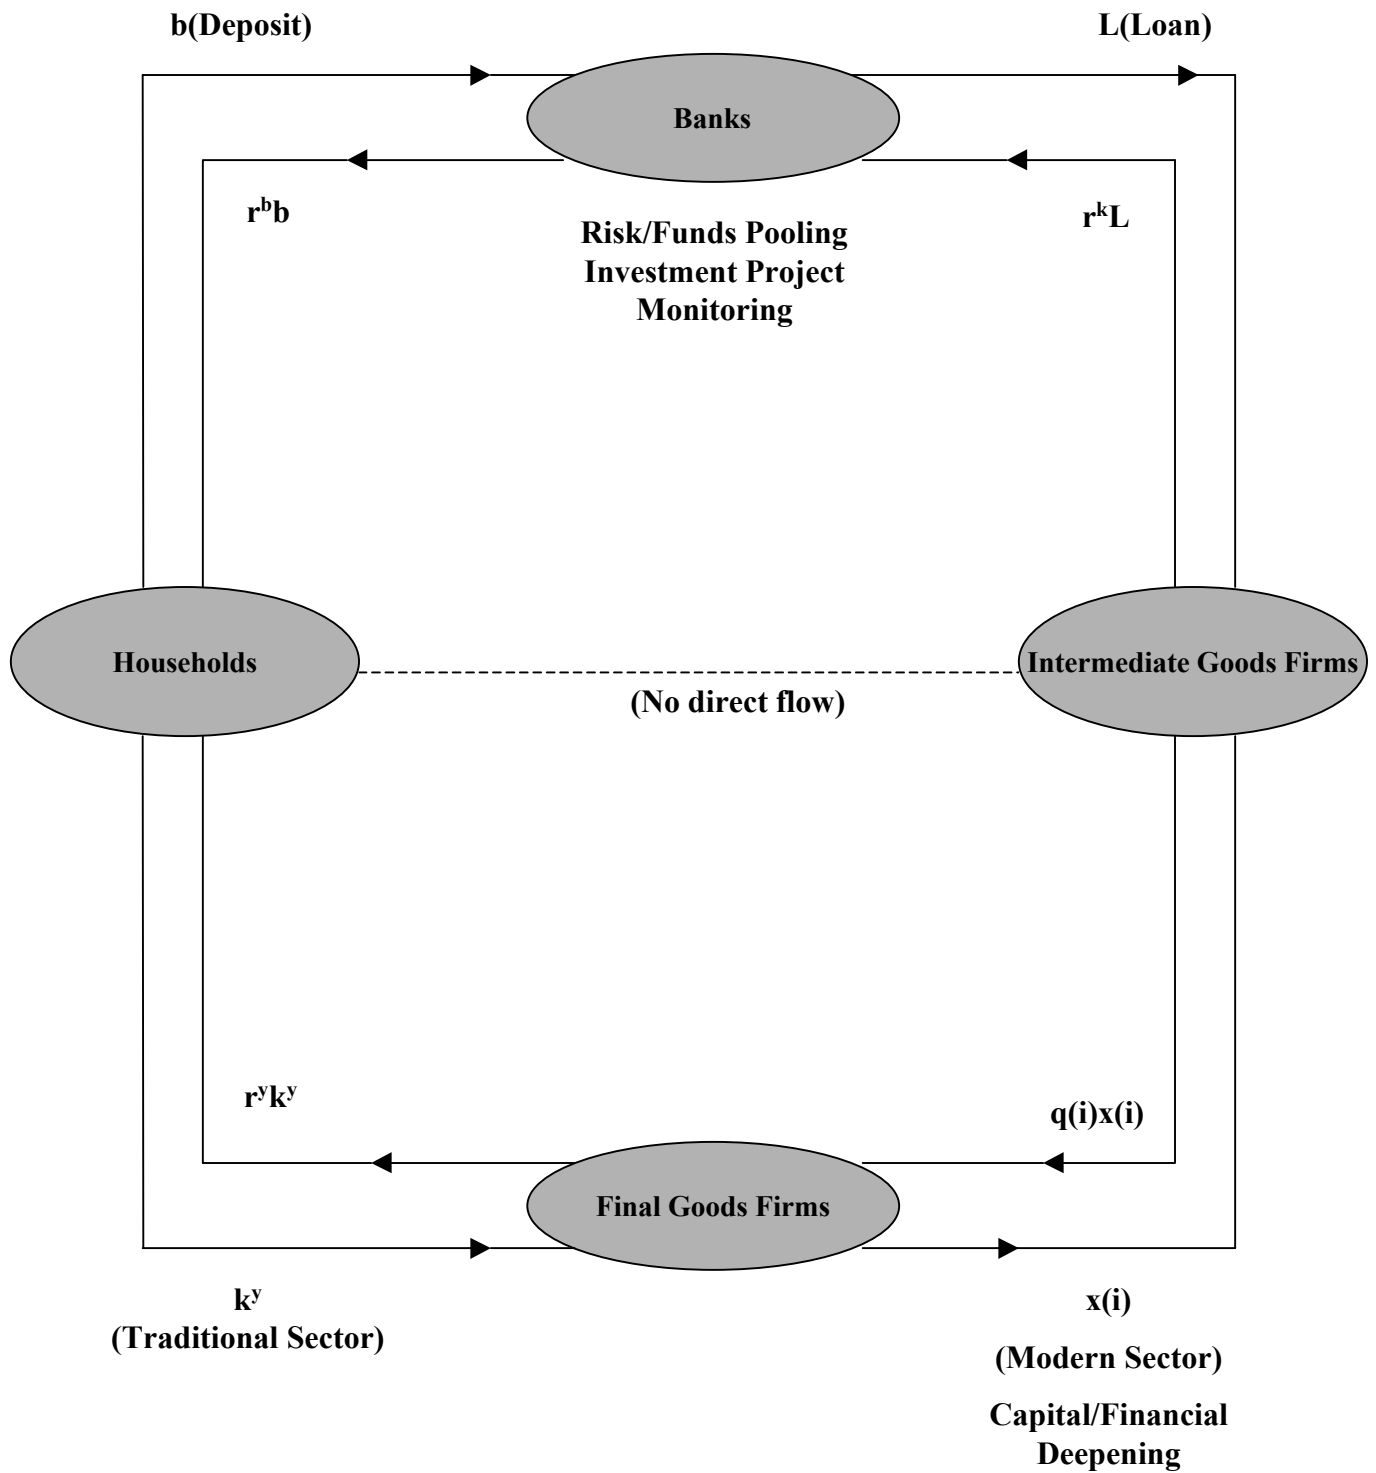 b(Deposit)
L(Loan)
Banks
rᵇb
rᵏL
Risk/Funds Pooling
Investment Project
Monitoring
Households
Intermediate Goods Firms
(No direct flow)
rʸkʸ
q(i)x(i)
Final Goods Firms
kʸ
(Traditional Sector)
x(i)
(Modern Sector)
Capital/Financial
Deepening